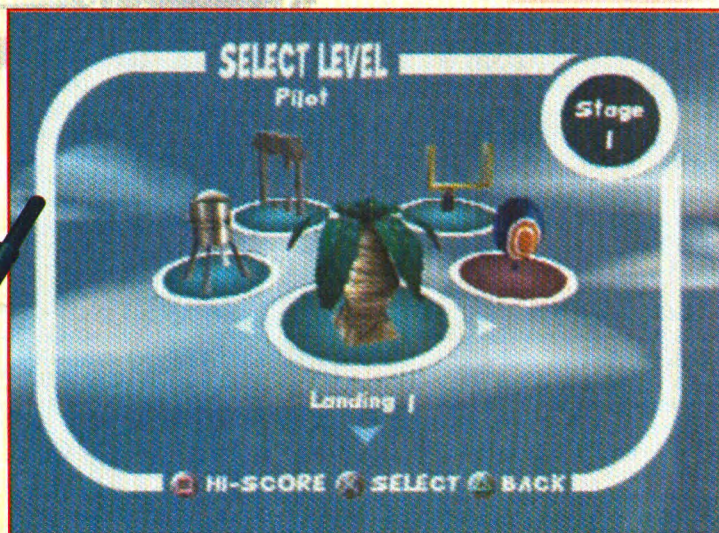 SELECT LEVEL
Pilot
Stage
1
Landing 1
HI-SCORE SELECT BACK